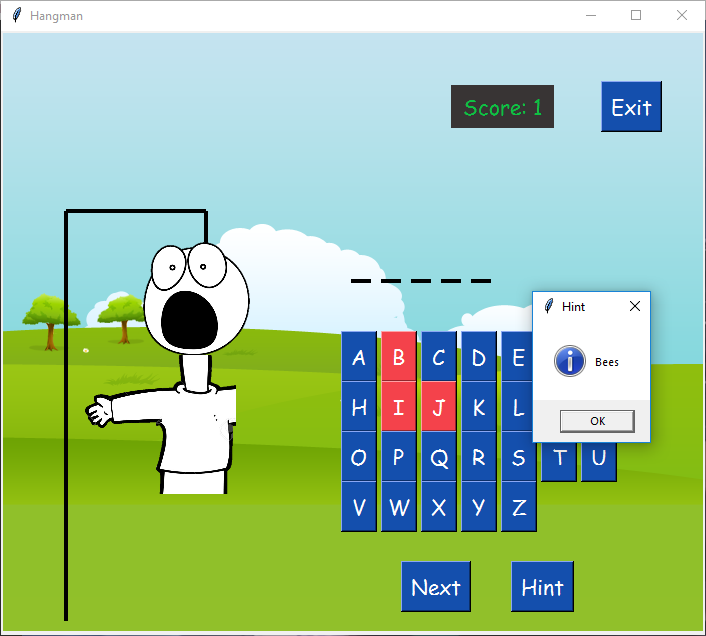 Hangman
Score: 1
Exit
Hint
Bees
OK
A B C D E
H I J K L
O P Q R S T U
V W X Y Z
Next Hint